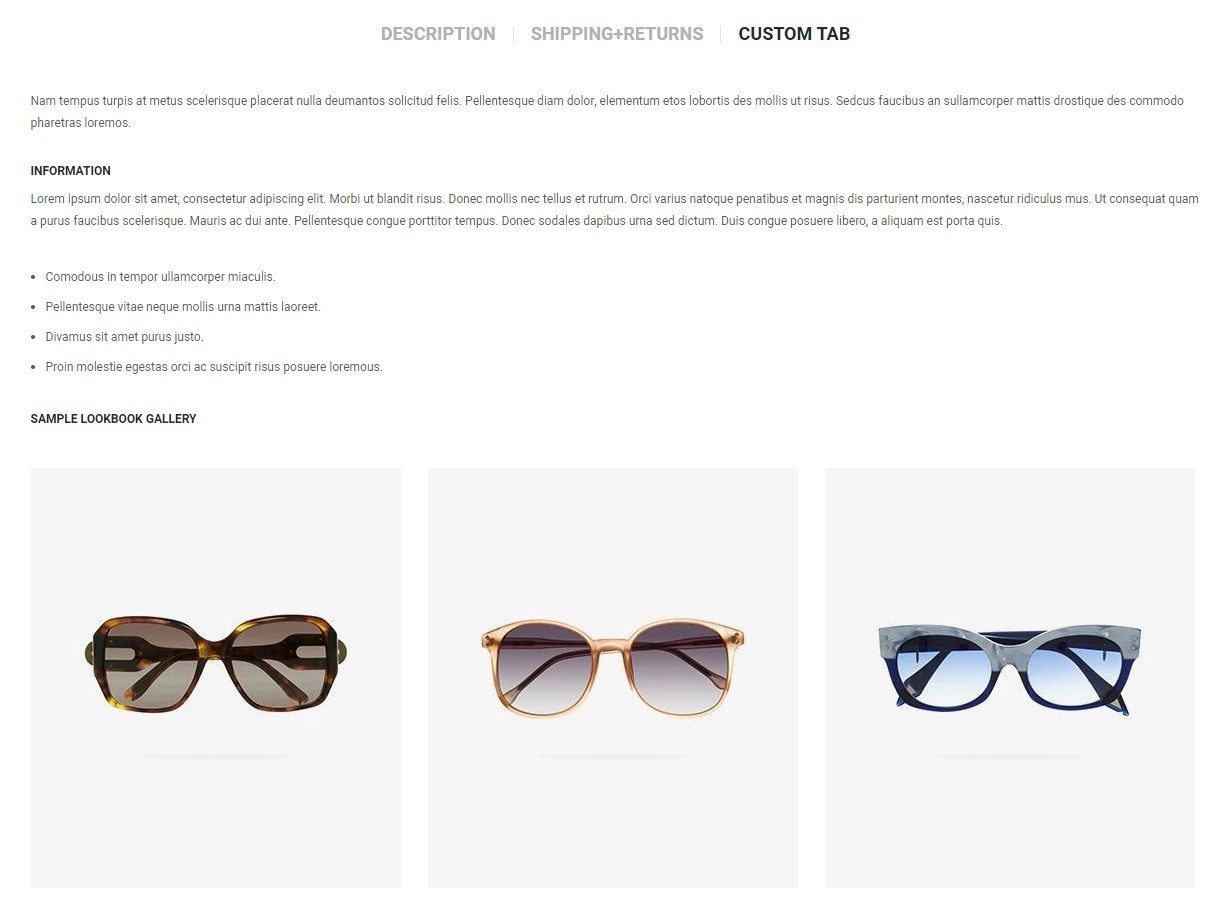 DESCRIPTION SHIPPING+RETURNS CUSTOM TAB
Nam tempus turpis at metus scelerisque placerat nulla deumantos solicitud felis. Pellentesque diam dolor, elementum etos lobortis des mollis ut risus. Sedcus faucibus an sullamcorper mattis drostique des commodo
pharetras loremos.
INFORMATION
Lorem ipsum dolor sit amet, consectetur adipiscing elit. Morbi ut blandit risus. Donec mollis nec tellus et rutrum. Orci varius natoque penatibus et magnis dis parturient montes, nascetur ridiculus mus. Ut consequat quam
a purus faucibus scelerisque. Mauris ac dui ante. Pellentesque congue porttitor tempus. Donec sodales dapibus urna sed dictum. Duis congue posuere libero, a aliquam est porta quis.
• Comodous in tempor ullamcorper miaculis.
• Pellentesque vitae neque mollis urna mattis laoreet.
• Divamus sit amet purus justo.
• Proin molestie egestas orci ac suscipit risus posuere loremous.
SAMPLE LOOKBOOK GALLERY